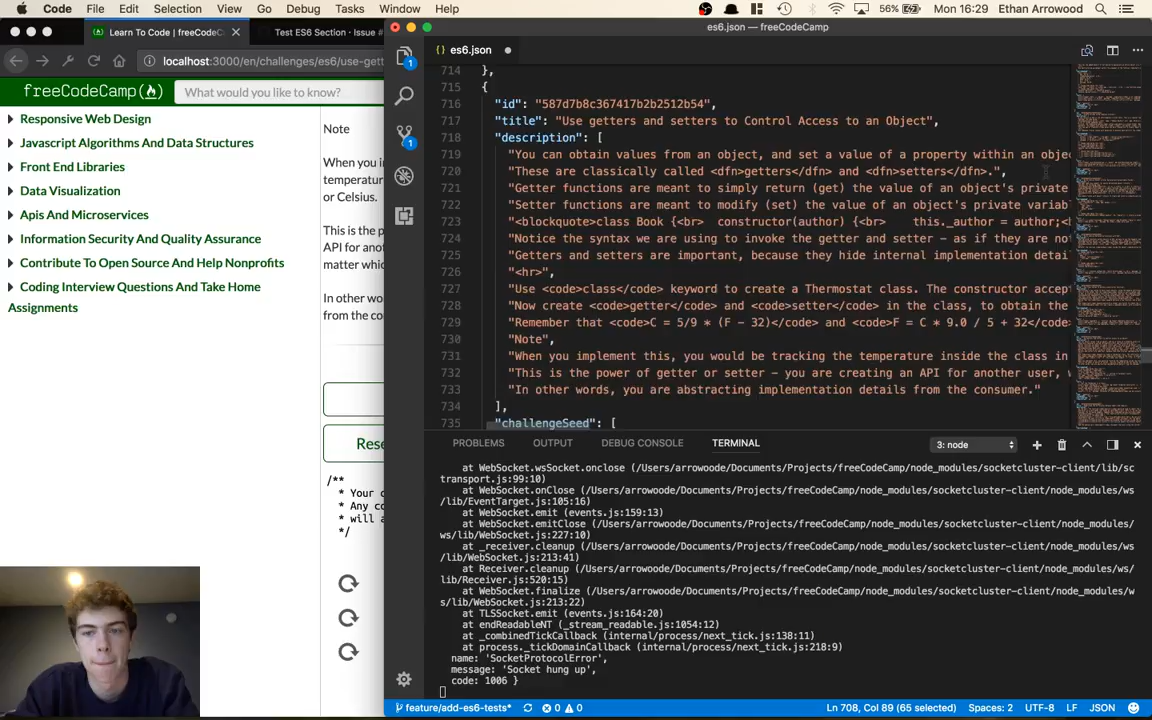 Code File Edit Selection View Go Debug Tasks Window Help
56% Mon 16:29 Ethan Arrowood
Learn To Code | freeCodeC
Test ES6 Section · Issue #
localhost:3000/en/challenges/es6/use-gett
freeCodeCamp
What would you like to know?
Responsive Web Design
Javascript Algorithms And Data Structures
Front End Libraries
Data Visualization
Apis And Microservices
Information Security And Quality Assurance
Contribute To Open Source And Help Nonprofits
Coding Interview Questions And Take Home
Assignments
Note
When you i
temperatur
or Celsius.
This is the p
API for anot
matter whic
In other wo
from the co
Rese
/**
* Your c
* Any co
* will a
*/
es6.json — freeCodeCamp
{} es6.json
1
1
714 },
715 {
716 "id": "587d7b8c367417b2b2512b54",
717 "title": "Use getters and setters to Control Access to an Object",
718 "description": [
719 "You can obtain values from an object, and set a value of a property within an objec
720 "These are classically called <dfn>getters</dfn> and <dfn>setters</dfn>.",
721 "Getter functions are meant to simply return (get) the value of an object's private
722 "Setter functions are meant to modify (set) the value of an object's private variabl
723 "<blockquote>class Book {<br>  constructor(author) {<br>    this._author = author;<b
724 "Notice the syntax we are using to invoke the getter and setter – as if they are not
725 "Getters and setters are important, because they hide internal implementation detai
726 "<hr>",
727 "Use <code>class</code> keyword to create a Thermostat class. The constructor accept
728 "Now create <code>getter</code> and <code>setter</code> in the class, to obtain the
729 "Remember that <code>C = 5/9 * (F - 32)</code> and <code>F = C * 9.0 / 5 + 32</code>
730 "Note",
731 "When you implement this, you would be tracking the temperature inside the class in
732 "This is the power of getter or setter – you are creating an API for another user, w
733 "In other words, you are abstracting implementation details from the consumer."
734 ],
735 "challengeSeed": [
PROBLEMS OUTPUT DEBUG CONSOLE TERMINAL 3: node
at WebSocket.wsSocket.onclose (/Users/arrowoode/Documents/Projects/freeCodeCamp/node_modules/socketcluster-client/lib/sc
transport.js:99:10)
at WebSocket.onClose (/Users/arrowoode/Documents/Projects/freeCodeCamp/node_modules/socketcluster-client/node_modules/ws
/lib/EventTarget.js:105:16)
at WebSocket.emit (events.js:159:13)
at WebSocket.emitClose (/Users/arrowoode/Documents/Projects/freeCodeCamp/node_modules/socketcluster-client/node_modules/
ws/lib/WebSocket.js:227:10)
at _receiver.cleanup (/Users/arrowoode/Documents/Projects/freeCodeCamp/node_modules/socketcluster-client/node_modules/ws
/lib/WebSocket.js:213:41)
at Receiver.cleanup (/Users/arrowoode/Documents/Projects/freeCodeCamp/node_modules/socketcluster-client/node_modules/ws/
lib/Receiver.js:520:15)
at WebSocket.finalize (/Users/arrowoode/Documents/Projects/freeCodeCamp/node_modules/socketcluster-client/node_modules/w
s/lib/WebSocket.js:213:22)
at TLSSocket.emit (events.js:164:20)
at endReadableNT (_stream_readable.js:1054:12)
at _combinedTickCallback (internal/process/next_tick.js:138:11)
at process._tickDomainCallback (internal/process/next_tick.js:218:9)
name: 'SocketProtocolError',
message: 'Socket hung up',
code: 1006 }
feature/add-es6-tests* 0 0 Ln 708, Col 89 (65 selected) Spaces: 2 UTF-8 LF JSON